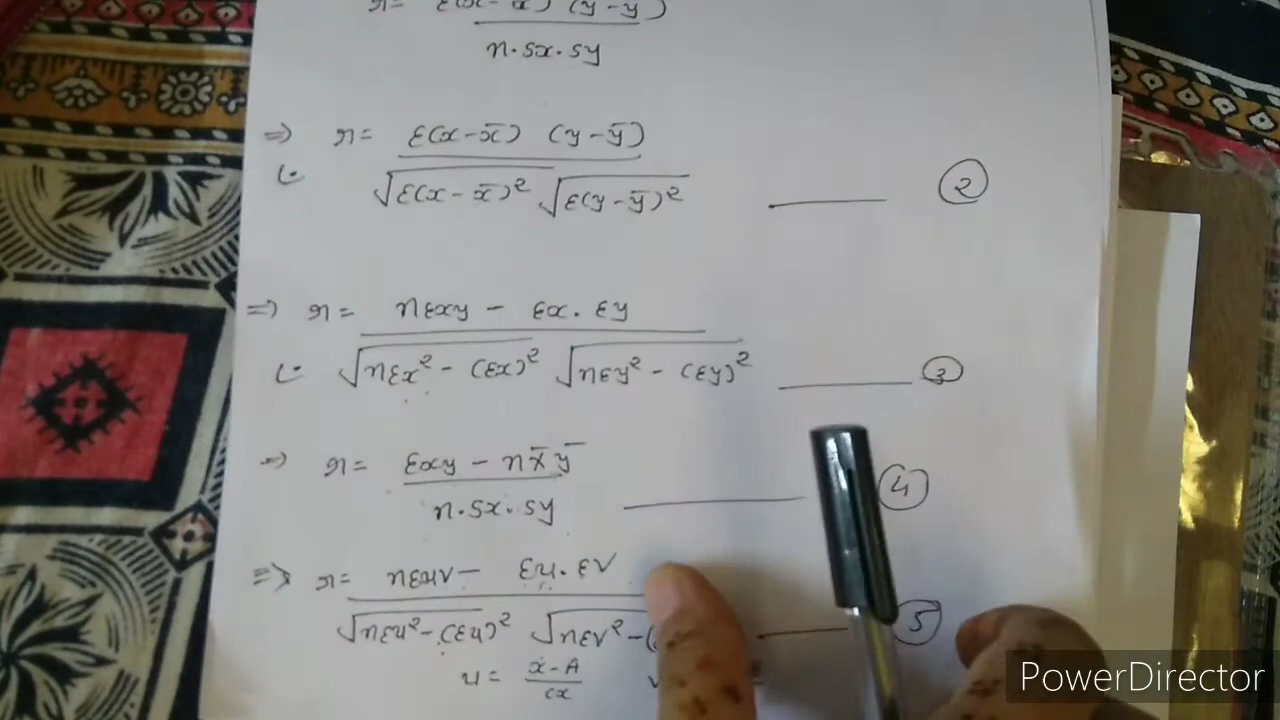 r = Σ(x-x̄) (y-ȳ)
n.sx.sy
=> r = Σ(x-x̄) (y-ȳ)
√Σ(x-x̄)² √Σ(y-ȳ)² 2
=> r = nΣxy - Σx. Σy
√nΣx² - (Σx)² √nΣy² - (Σy)² 3
=> r = Σxy - nx̄ȳ
n.sx.sy 4
=> r = nΣuv - Σu.Σv
√nΣu²-(Σu)² √nΣv²-( 5
u = x-A
cx
PowerDirector